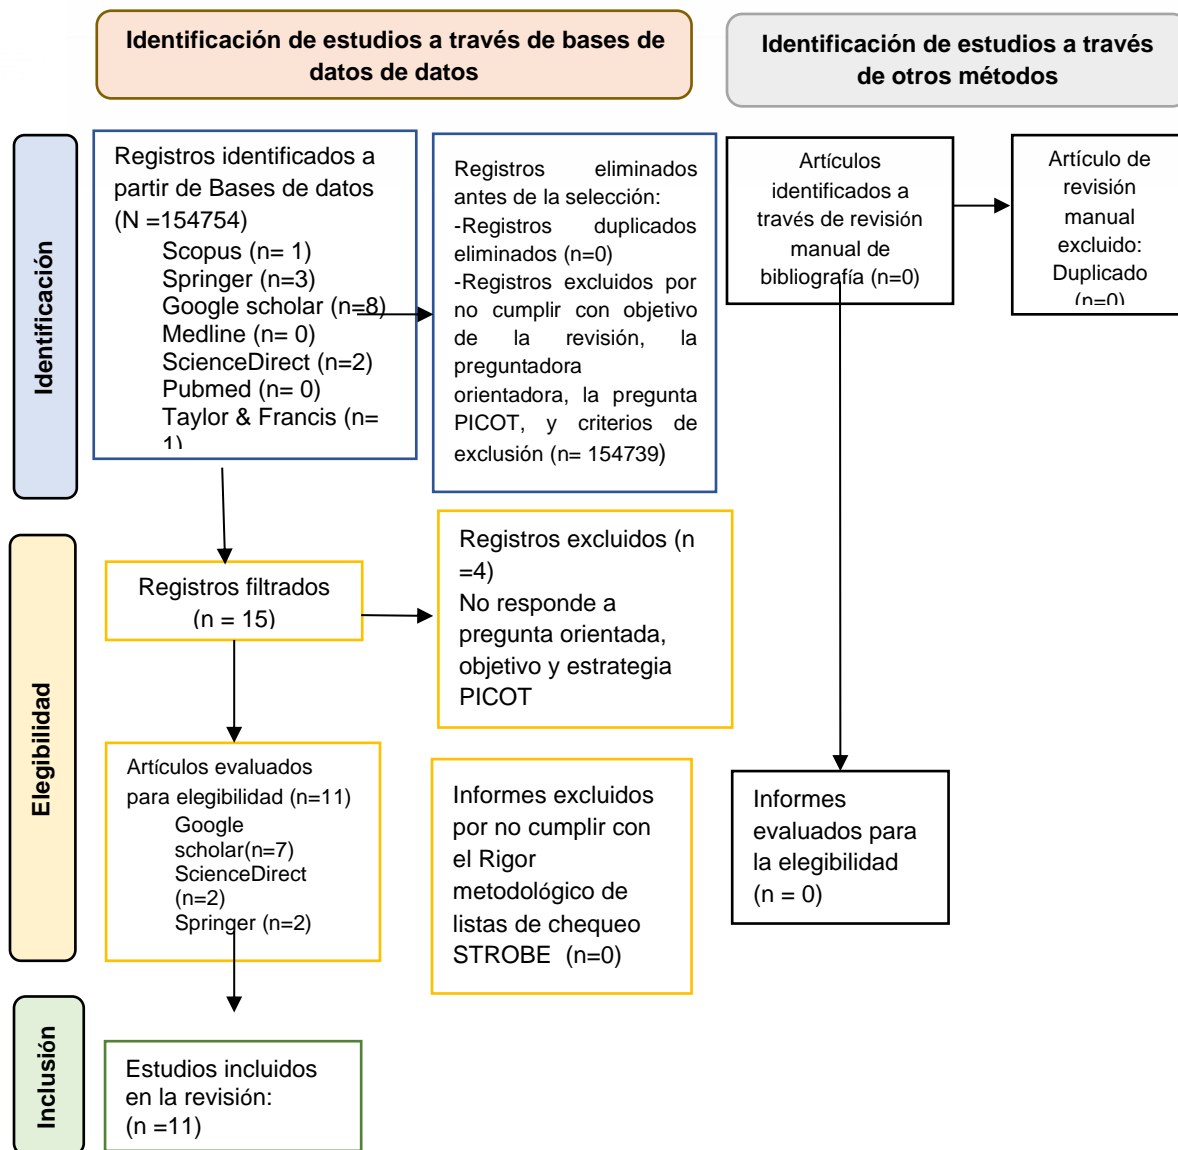 Identificación de estudios a través de bases de
datos de datos
Identificación de estudios a través
de otros métodos
Identificación
Registros identificados a
partir de Bases de datos
(N =154754)
Scopus (n= 1)
Springer (n=3)
Google scholar (n=8)
Medline (n= 0)
ScienceDirect (n=2)
Pubmed (n= 0)
Taylor & Francis (n=
1)
Registros eliminados
antes de la selección:
-Registros duplicados
eliminados (n=0)
-Registros excluidos por
no cumplir con objetivo
de la revisión, la
preguntadora
orientadora, la pregunta
PICOT, y criterios de
exclusión (n= 154739)
Artículos
identificados a
través de revisión
manual de
bibliografía (n=0)
Artículo de
revisión
manual
excluido:
Duplicado
(n=0)
Elegibilidad
Registros filtrados
(n = 15)
Registros excluidos (n
=4)
No responde a
pregunta orientada,
objetivo y estrategia
PICOT
Artículos evaluados
para elegibilidad (n=11)
Google
scholar(n=7)
ScienceDirect
(n=2)
Springer (n=2)
Informes excluidos
por no cumplir con
el Rigor
metodológico de
listas de chequeo
STROBE (n=0)
Informes
evaluados para
la elegibilidad
(n = 0)
Inclusión
Estudios incluidos
en la revisión:
(n =11)